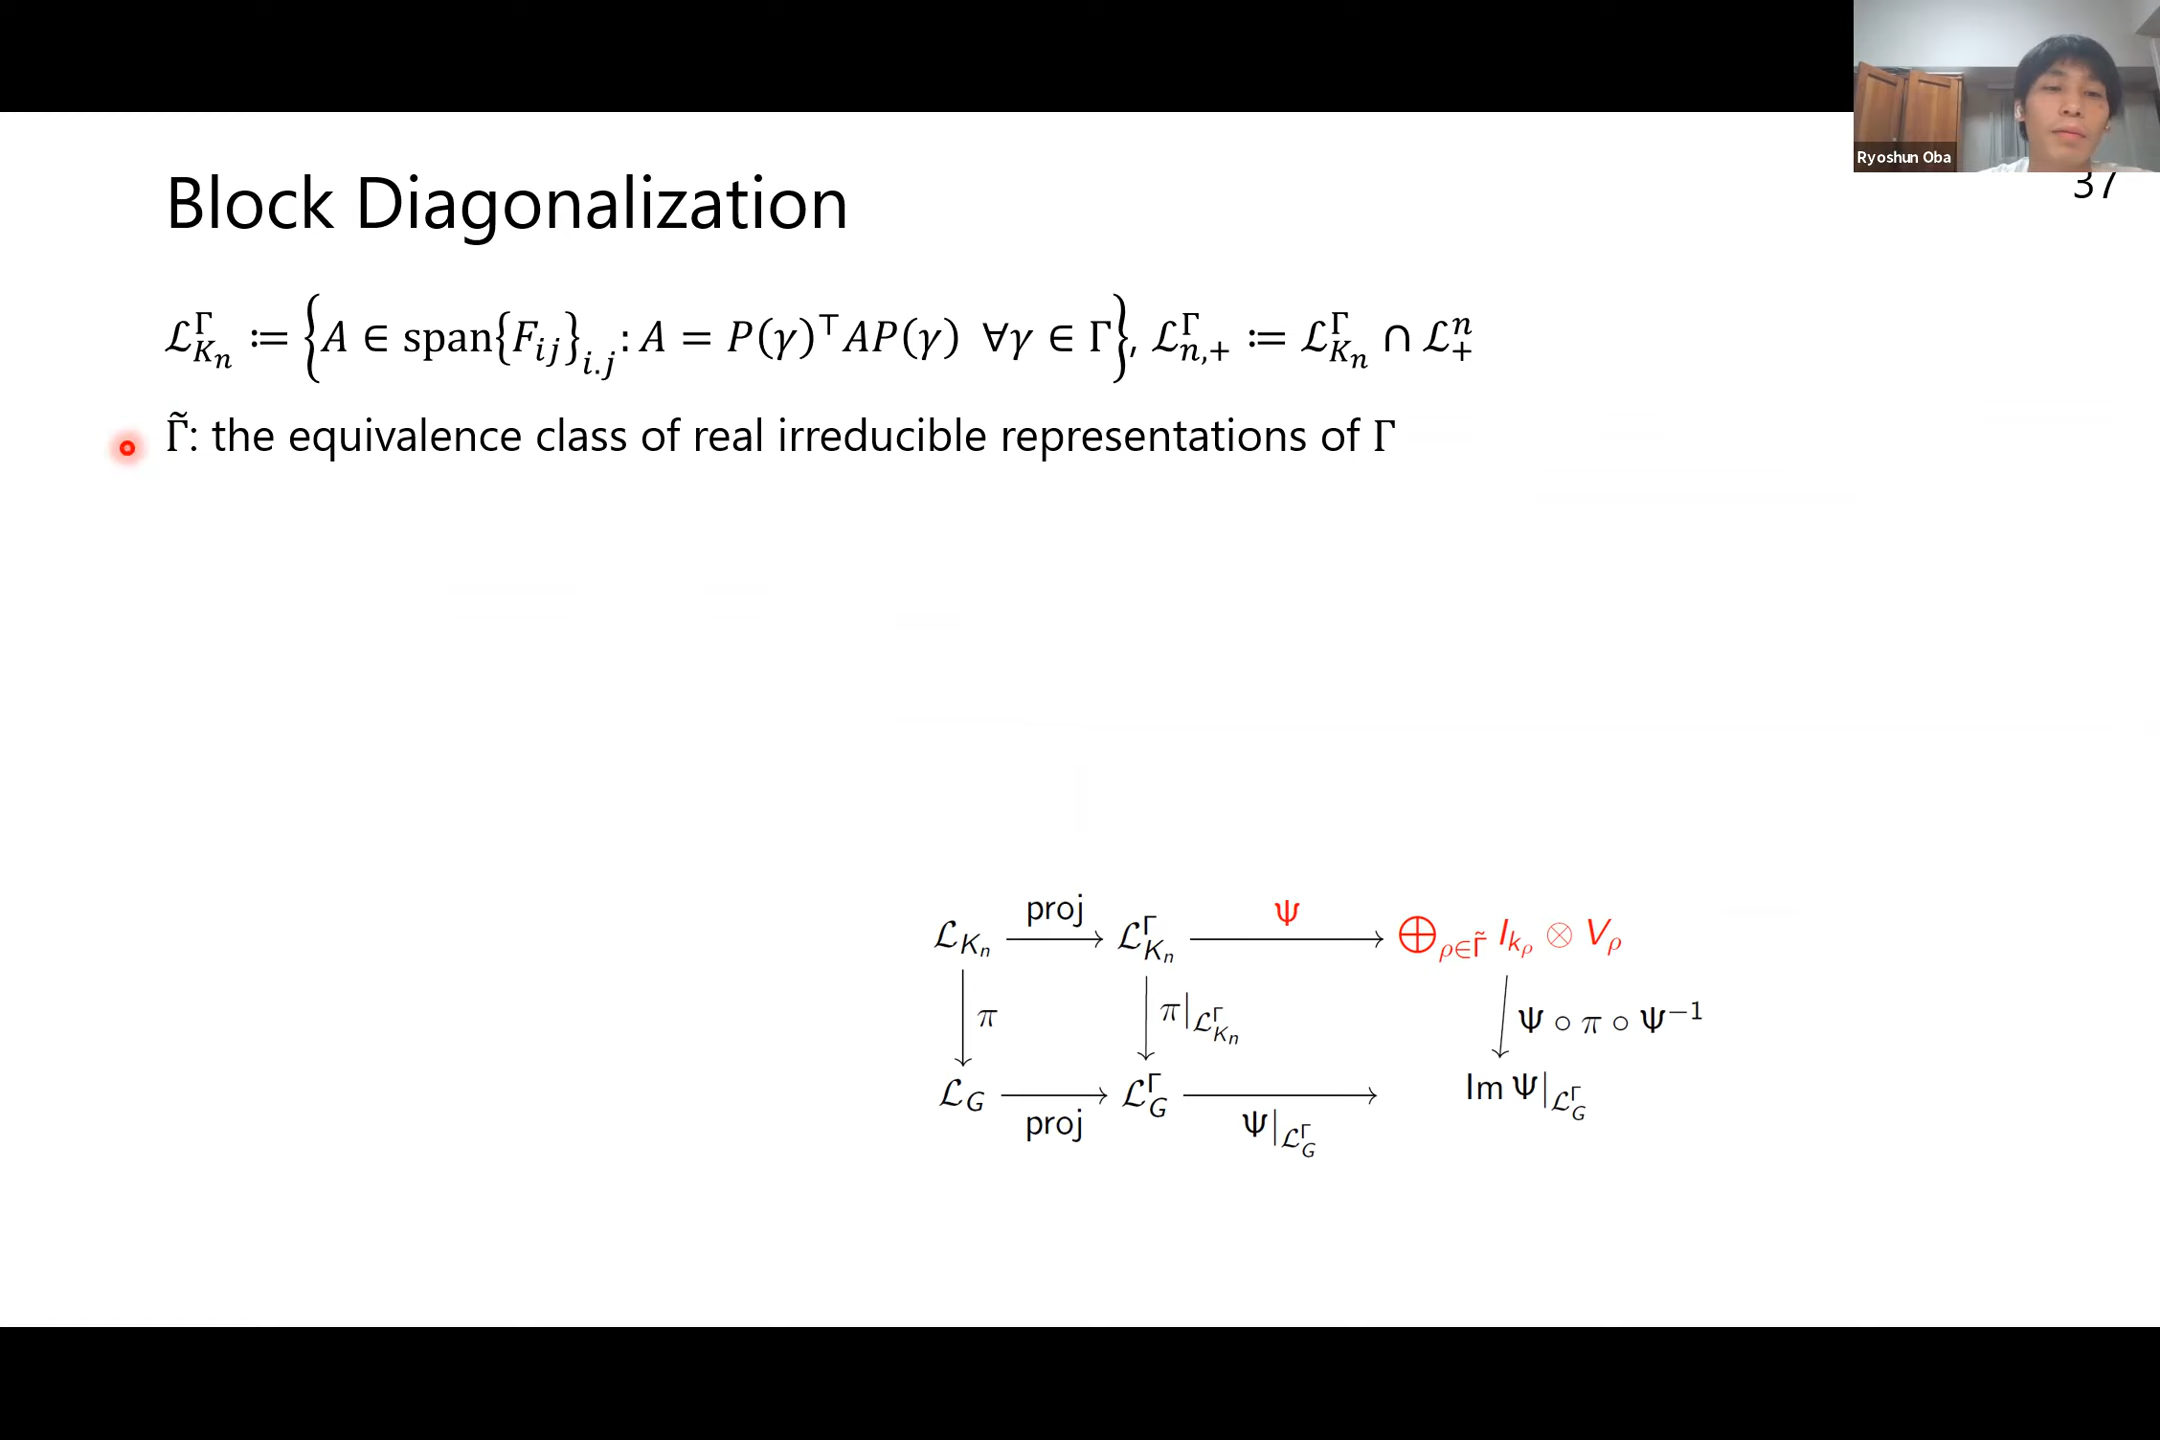 Ryoshun Oba
37
Block Diagonalization
ℒ^Γ_{K_n} ≔ {A ∈ span{F_{ij}}_{i.j} : A = P(γ)^⊤AP(γ) ∀γ ∈ Γ}, ℒ^Γ_{n,+} ≔ ℒ^Γ_{K_n} ∩ ℒ^n_+
Γ̃: the equivalence class of real irreducible representations of Γ
proj Ψ
ℒ_{K_n} ℒ^Γ_{K_n} ⊕_{ρ∈Γ̃} I_{k_ρ} ⊗ V_ρ
π π|_{ℒ^Γ_{K_n}} Ψ ∘ π ∘ Ψ^{−1}
ℒ_G ℒ^Γ_G Im Ψ|_{ℒ^Γ_G}
proj Ψ|_{ℒ^Γ_G}